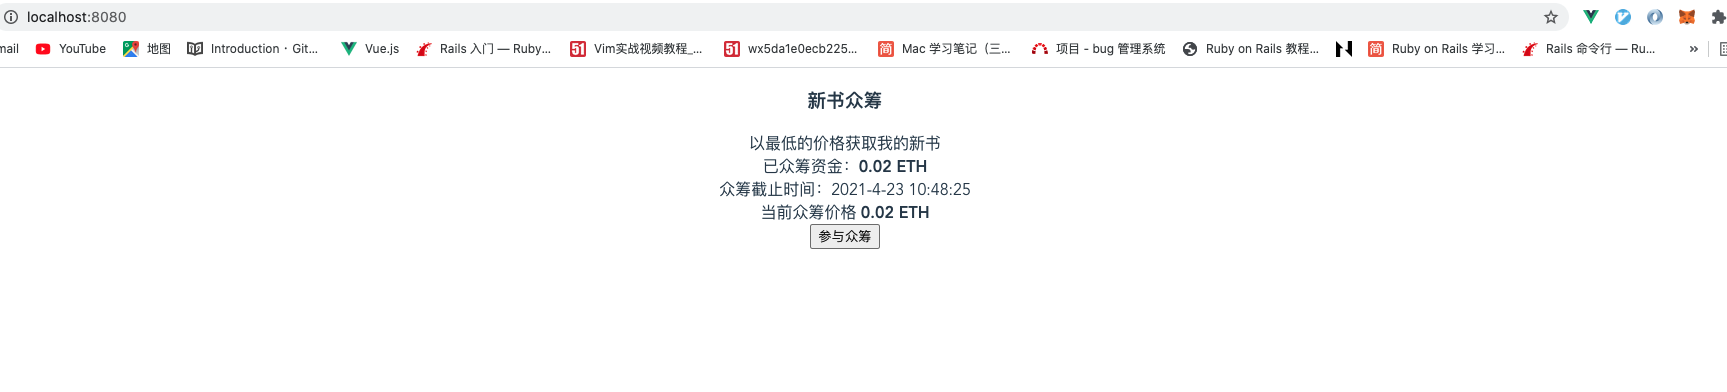 localhost:8080
mail YouTube 地图 Introduction · Git... Vue.js Rails 入门 — Ruby... Vim实战视频教程_... wx5da1e0ecb225... Mac 学习笔记（三... 项目 - bug 管理系统 Ruby on Rails 教程... Ruby on Rails 学习... Rails 命令行 — Ru... »
新书众筹
以最低的价格获取我的新书
已众筹资金：0.02 ETH
众筹截止时间：2021-4-23 10:48:25
当前众筹价格 0.02 ETH
参与众筹